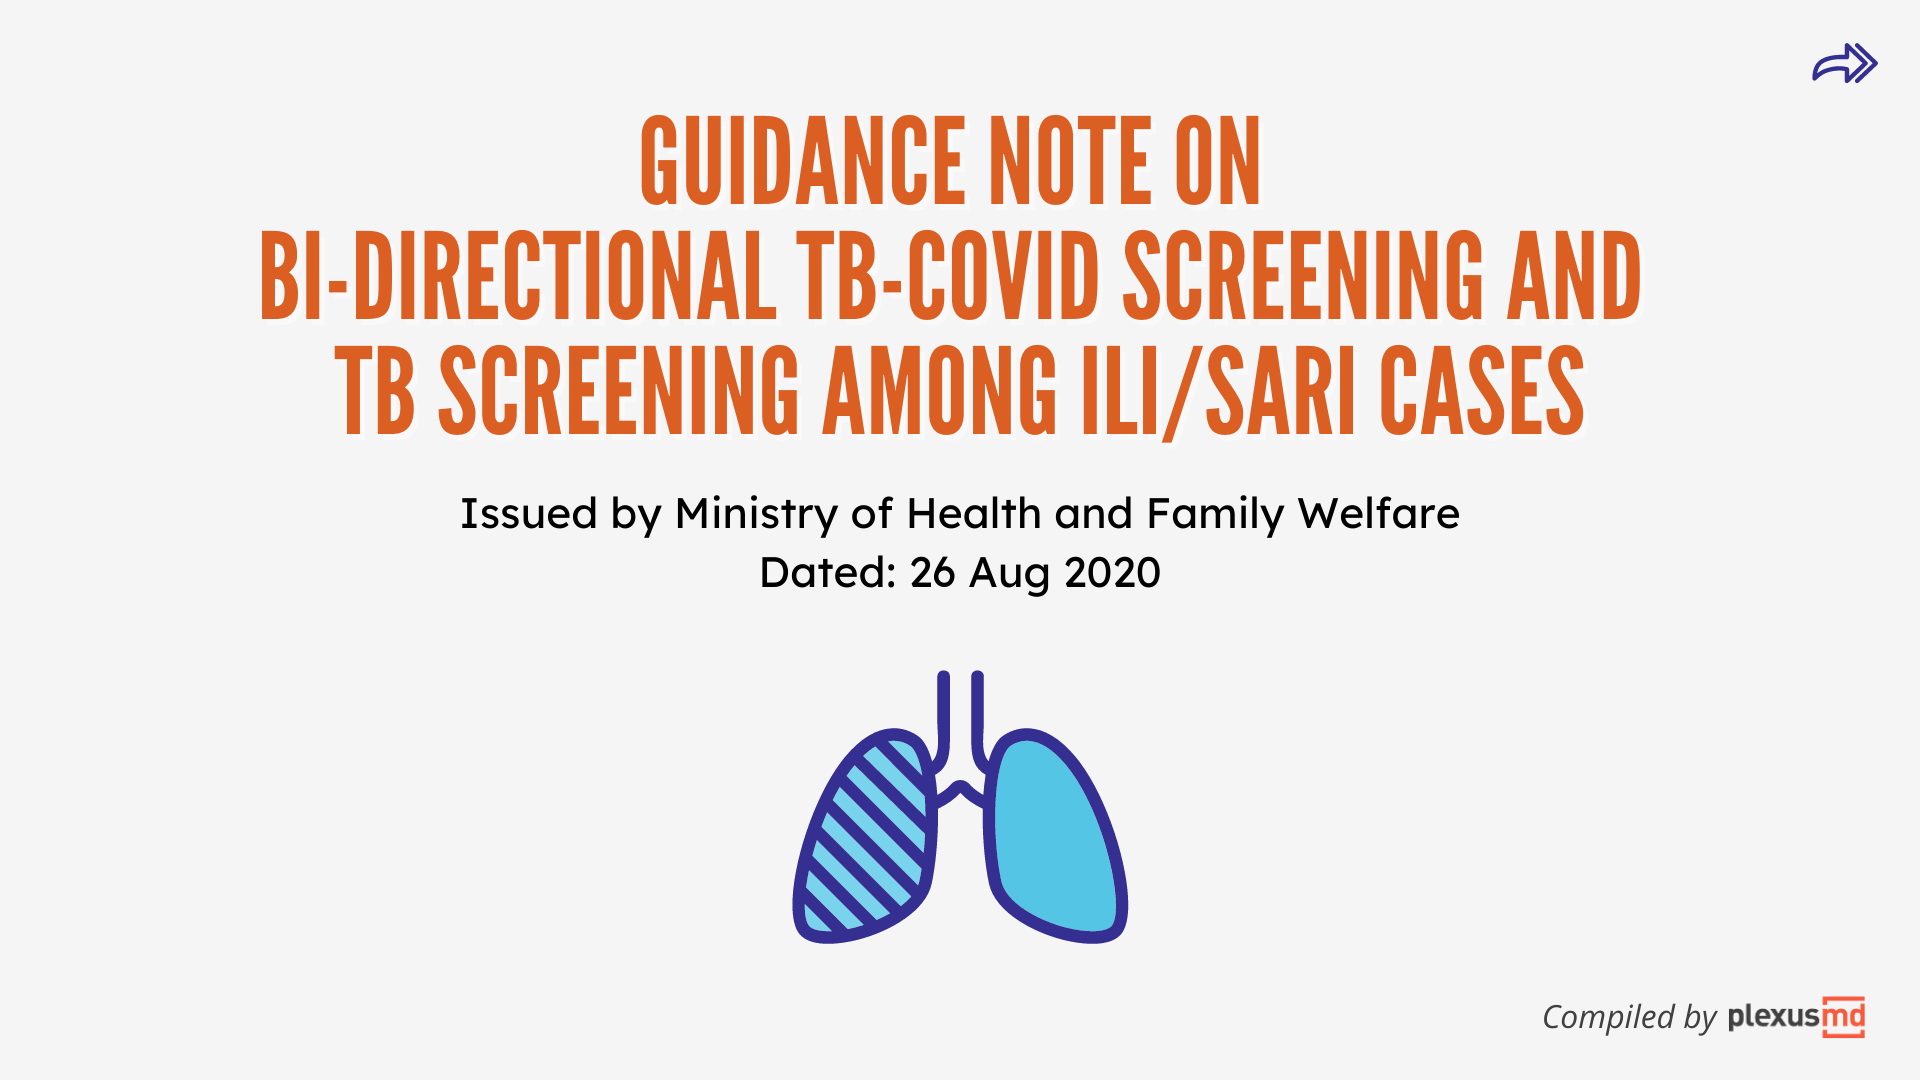 GUIDANCE NOTE ON
BI-DIRECTIONAL TB-COVID SCREENING AND
TB SCREENING AMONG ILI/SARI CASES
Issued by Ministry of Health and Family Welfare
Dated: 26 Aug 2020
Compiled by plexusmd